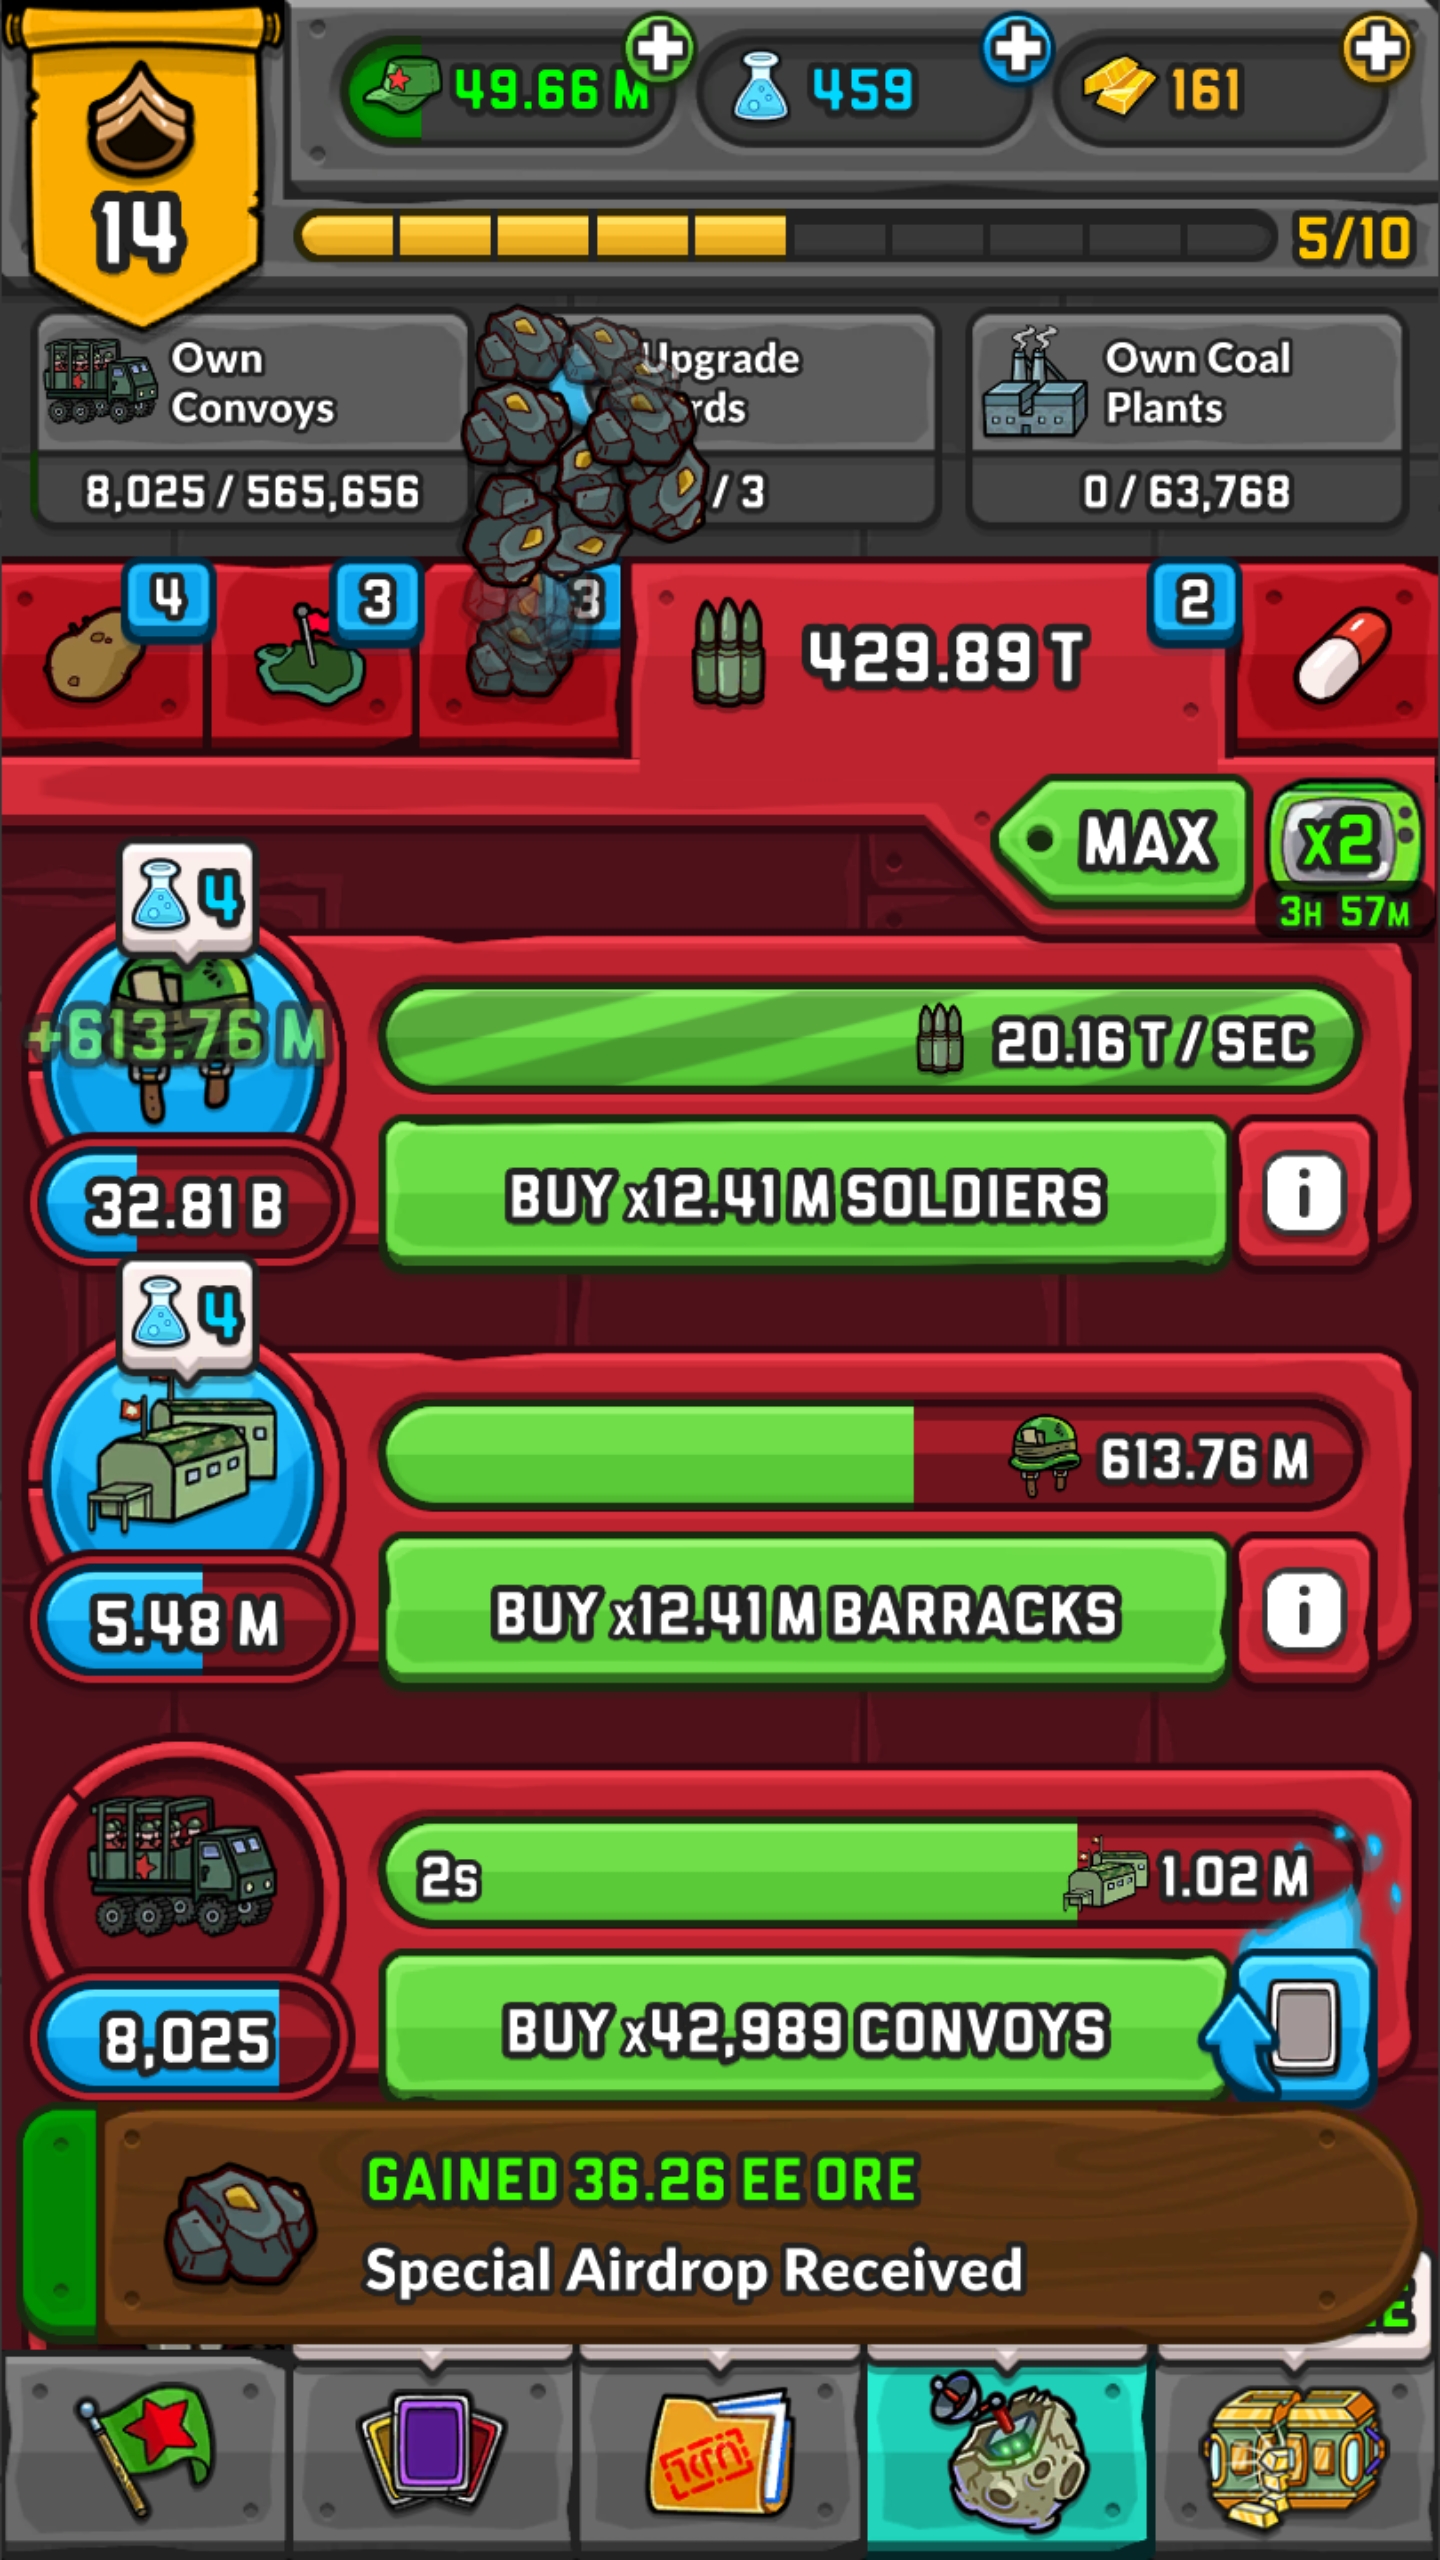 14
49.66 M
459
161
5/10
Own
Convoys
8,025 / 565,656
Upgrade
/ 3
Own Coal
Plants
0 / 63,768
4
3
3
429.89 T
2
MAX
x2
3H 57M
4
+613.76 M
20.16 T / SEC
32.81 B
BUY x12.41 M SOLDIERS
i
4
613.76 M
5.48 M
BUY x12.41 M BARRACKS
i
2s
1.02 M
8,025
BUY x42,989 CONVOYS
GAINED 36.26 EE ORE
Special Airdrop Received